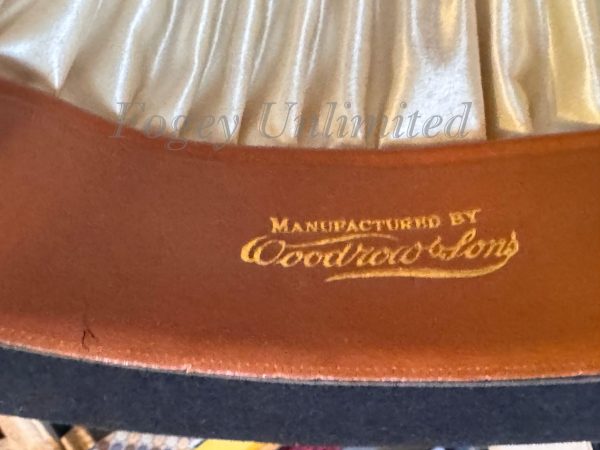 Fogey Unlimited
MANUFACTURED BY
Woodrow & Sons